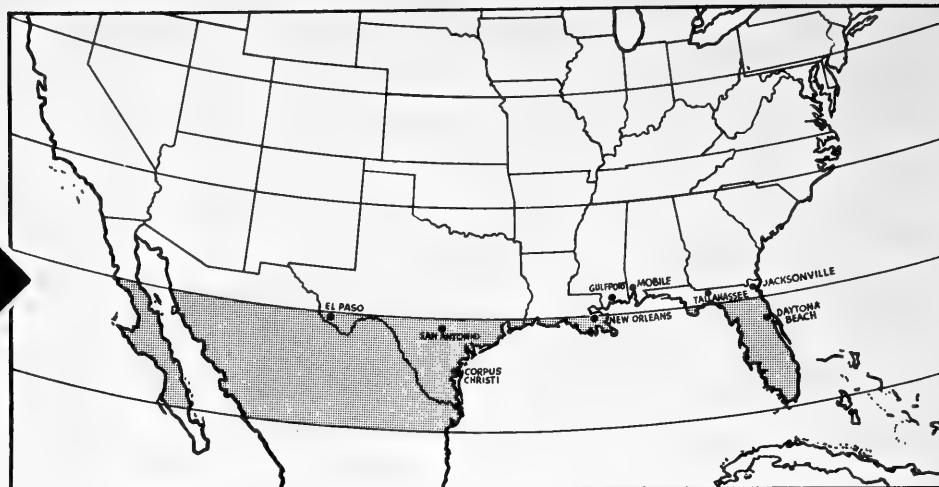 GULFPORT
MOBILE
JACKSONVILLE
TALLAHASSEE
EL PASO
NEW ORLEANS
DAYTONA
BEACH
SAN ANTONIO
CORPUS
CHRISTI